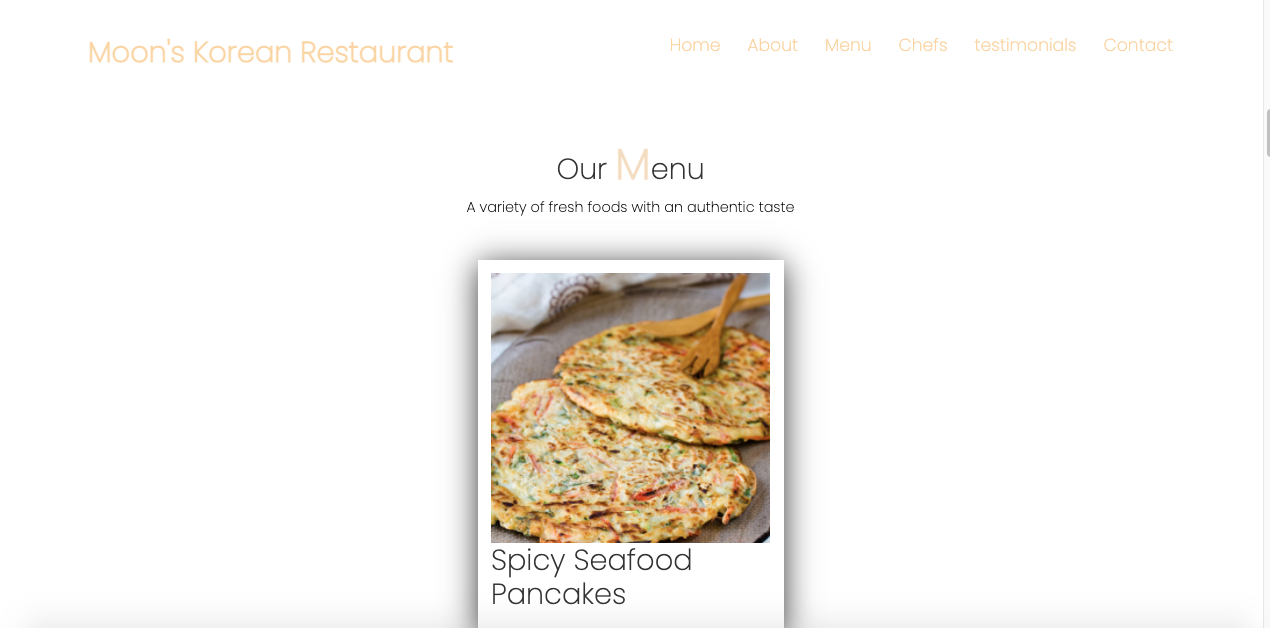 Moon's Korean Restaurant
Home About Menu Chefs testimonials Contact
Our Menu
A variety of fresh foods with an authentic taste
Spicy Seafood
Pancakes